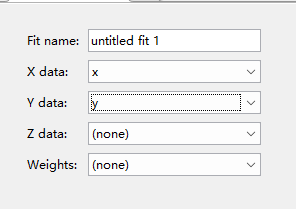 Fit name: untitled fit 1
X data: x
Y data: y
Z data: (none)
Weights: (none)